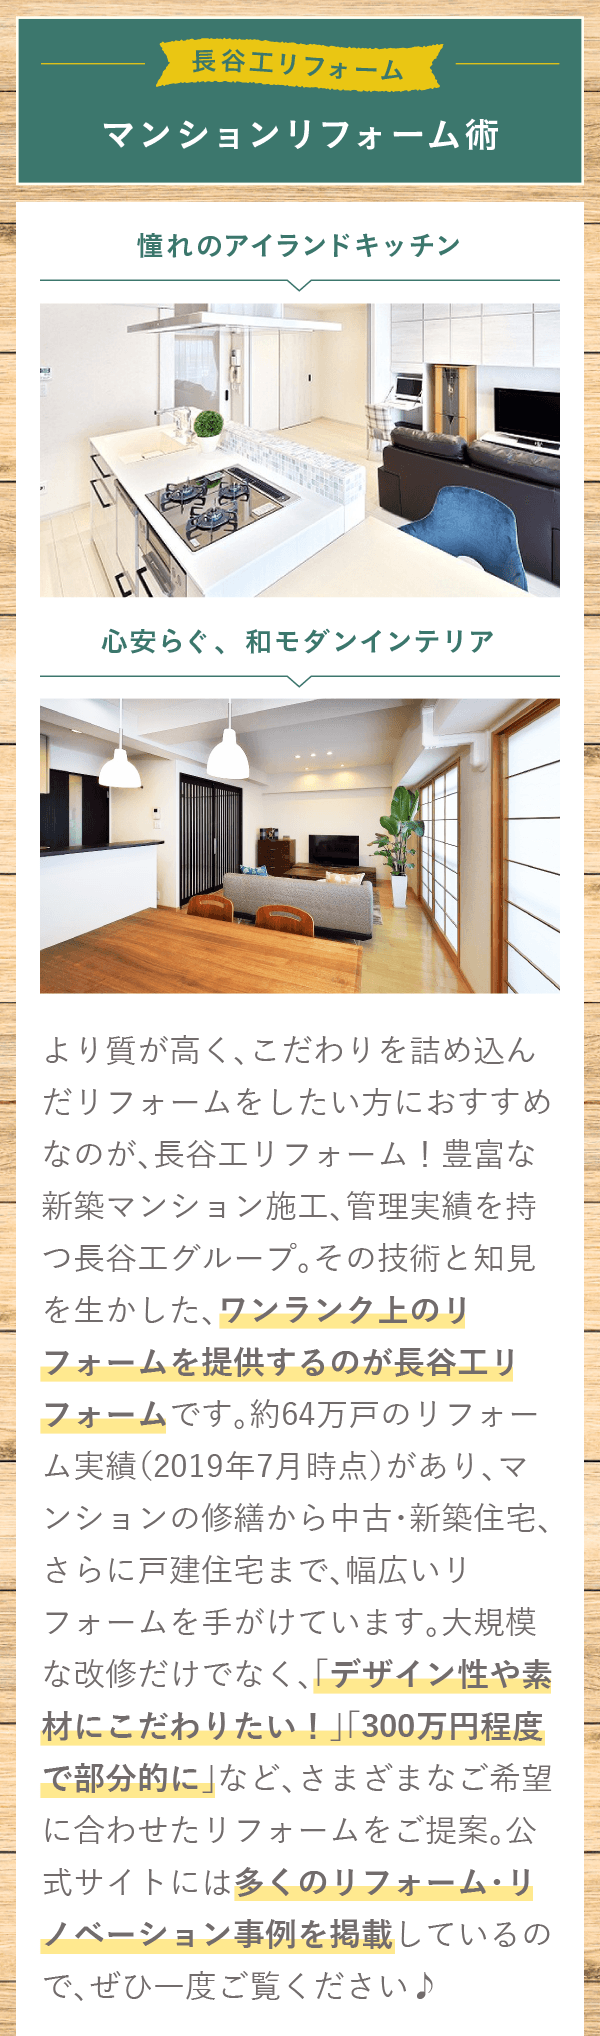 長谷工リフォーム
マンションリフォーム術
憧れのアイランドキッチン
心安らぐ、和モダンインテリア
より質が高く、こだわりを詰め込ん
だリフォームをしたい方におすすめ
なのが、長谷工リフォーム！豊富な
新築マンション施工、管理実績を持
つ長谷工グループ。その技術と知見
を生かした、ワンランク上のリ
フォームを提供するのが長谷工リ
フォームです。約64万戸のリフォー
ム実績（2019年7月時点）があり、マ
ンションの修繕から中古・新築住宅、
さらに戸建住宅まで、幅広いリ
フォームを手がけています。大規模
な改修だけでなく、「デザイン性や素
材にこだわりたい！」「300万円程度
で部分的に」など、さまざまなご希望
に合わせたリフォームをご提案。公
式サイトには多くのリフォーム・リ
ノベーション事例を掲載しているの
で、ぜひ一度ご覧ください♪